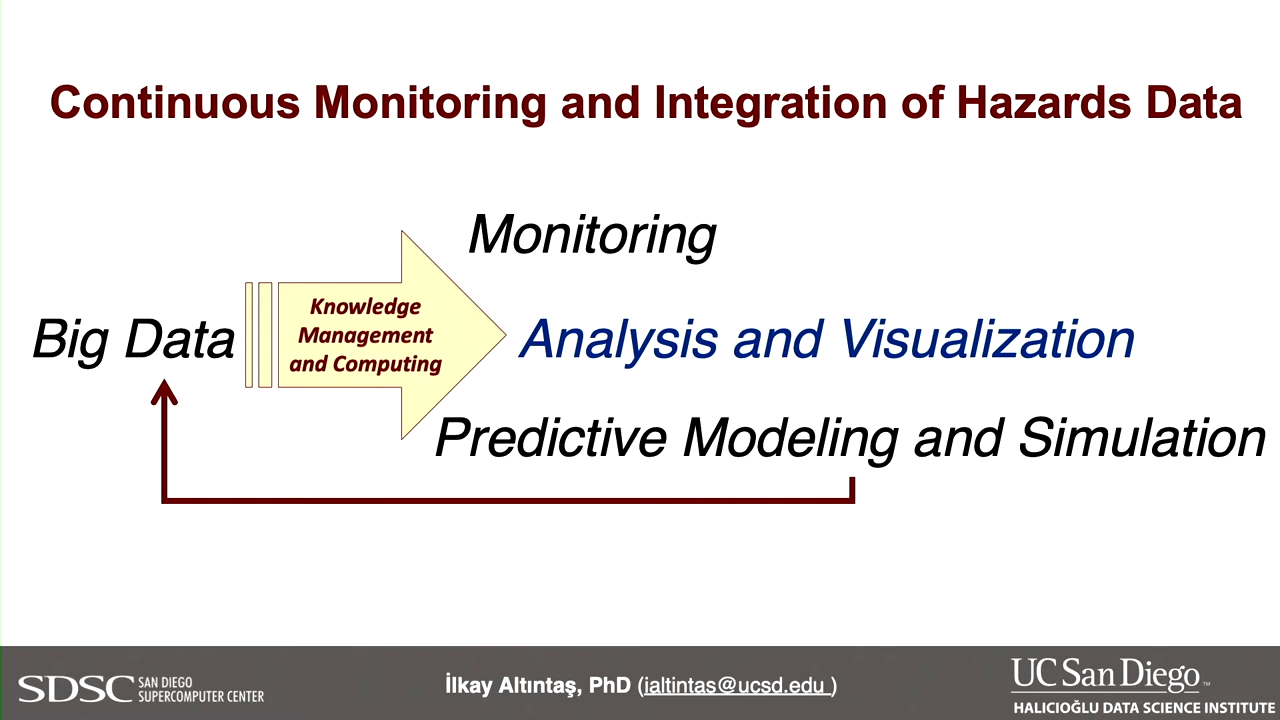 Continuous Monitoring and Integration of Hazards Data
Monitoring
Big Data
Knowledge
Management
and Computing
Analysis and Visualization
Predictive Modeling and Simulation
SDSC SAN DIEGO
SUPERCOMPUTER CENTER
İlkay Altıntaş, PhD (ialtintas@ucsd.edu )
UC San Diego TM
HALICIOĞLU DATA SCIENCE INSTITUTE